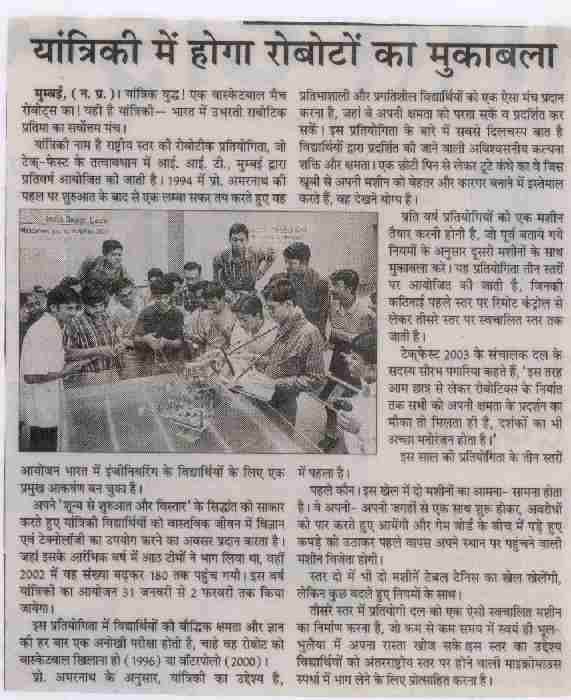 यांत्रिकी में होगा रोबोटों का मुकाबला
मुम्बई, ( न. प्र. )। यांत्रिक युद्ध ! एक बास्केटबाल मैच
रोबोट्स का ! यही है यांत्रिकी— भारत में उभरती राबोटिक
प्रतिभा का सर्वोत्तम मंच।
यांत्रिकी नाम है राष्ट्रीय स्तर की रोबोटीक प्रतियोगिता, जो
टेक्-फेस्ट के तत्वावधान में आई. आई. टी., मुम्बई द्वारा
प्रतिवर्ष आयोजित की जाती है। 1994 में प्रो. अमरनाथ की
पहल पर शुरुआत के बाद से एक लम्बा सफर तय करते हुए यह
आयोजन भारत में इंजीनियरिंग के विद्यार्थियों के लिए एक
प्रमुख आकर्षण बन चुका है।
अपने 'शून्य से शुरुआत और विस्तार' के सिद्धांत को साकार
करते हुए यांत्रिकी विद्यार्थियों को वास्तविक जीवन में विज्ञान
एवं टेक्नोलॉजी का उपयोग करने का अवसर प्रदान करता है।
जहां इसके आरंभिक वर्ष में आठ टीमों ने भाग लिया था, वहीं
2002 में यह संख्या बढ़कर 180 तक पहुंच गयी। इस वर्ष
यांत्रिकी का आयोजन 31 जनवरी से 2 फरवरी तक किया
जायेगा।
इस प्रतियोगिता में विद्यार्थियों की बौद्धिक क्षमता और ज्ञान
की हर बार एक अनोखी परीक्षा होती है, चाहे वह रोबोट को
बास्केटबाल खिलाना हो (1996) या वॉटरपोलो (2000)।
प्रो. अमरनाथ के अनुसार, यांत्रिकी का उद्देश्य है,
प्रतिभाशाली और प्रगतिशील विद्यार्थियों को एक ऐसा मंच प्रदान
करना है, जहां वे अपनी क्षमता को परख सकें व प्रदर्शित कर
सकें। इस प्रतियोगिता के बारे में सबसे दिलचस्प बात है
विद्यार्थियों द्वारा प्रदर्शित की जाने वाली अविश्वसनीय कल्पना
शक्ति और क्षमता। एक छोटी पिन से लेकर टूटे कंघे का वे जिस
खूबी से अपनी मशीन को बेहतर और कारगर बनाने में इस्तेमाल
करते हैं, वह देखने योग्य है।
प्रति वर्ष प्रतियोगियों को एक मशीन
तैयार करनी होनी है, जो पूर्व बताये गये
नियमों के अनुसार दूसरी मशीनों के साथ
मुकाबला करे। यह प्रतियोगिता तीन स्तरों
पर आयोजित की जाती है, जिनकी
कठिनाई पहले स्तर पर रिमोट कंट्रोल से
लेकर तीसरे स्तर पर स्वचालित स्तर तक
जाती है।
टेक्फेस्ट 2003 के संचालक दल के
सदस्य सौरभ पंगारिया कहते हैं, 'इस तरह
आम छात्र से लेकर रोबोटिक्स के निर्यात
तक सभी को अपनी क्षमता के प्रदर्शन का
मौका तो मिलता ही है, दर्शकों का भी
अच्छा मनोरंजन होता है।'
इस साल की प्रतियोगिता के तीन स्तरों
में पहला है।
पहले कौन। इस खेल में दो मशीनों का आमना- सामना होता
है। वे अपनी- अपनी जगहों से एक साथ शुरू होकर, अवरोधों
को पार करते हुए आयेंगी और गेम बोर्ड के बीच में गड़े हुए
कपड़े को उठाकर पहले वापस अपने स्थान पर पहुंचने वाली
मशीन विजेता होगी।
स्तर दो में भी दो मशीनें टेबल टेनिस का खेल खेलेंगी,
लेकिन कुछ बदले हुए नियमों के साथ।
तीसरे स्तर में प्रतियोगी दल को एक ऐसी स्वचालित मशीन
का निर्माण करना है, जो कम से कम समय में स्वयं ही भूल-
भुलैया में अपना रास्ता खोज सके इस स्तर का उद्देश्य
विद्यार्थियों को अंतरराष्ट्रीय स्तर पर होने वाली माइक्रोमाउस
स्पर्धा में भाग लेने के लिए प्रोत्साहित करना है।